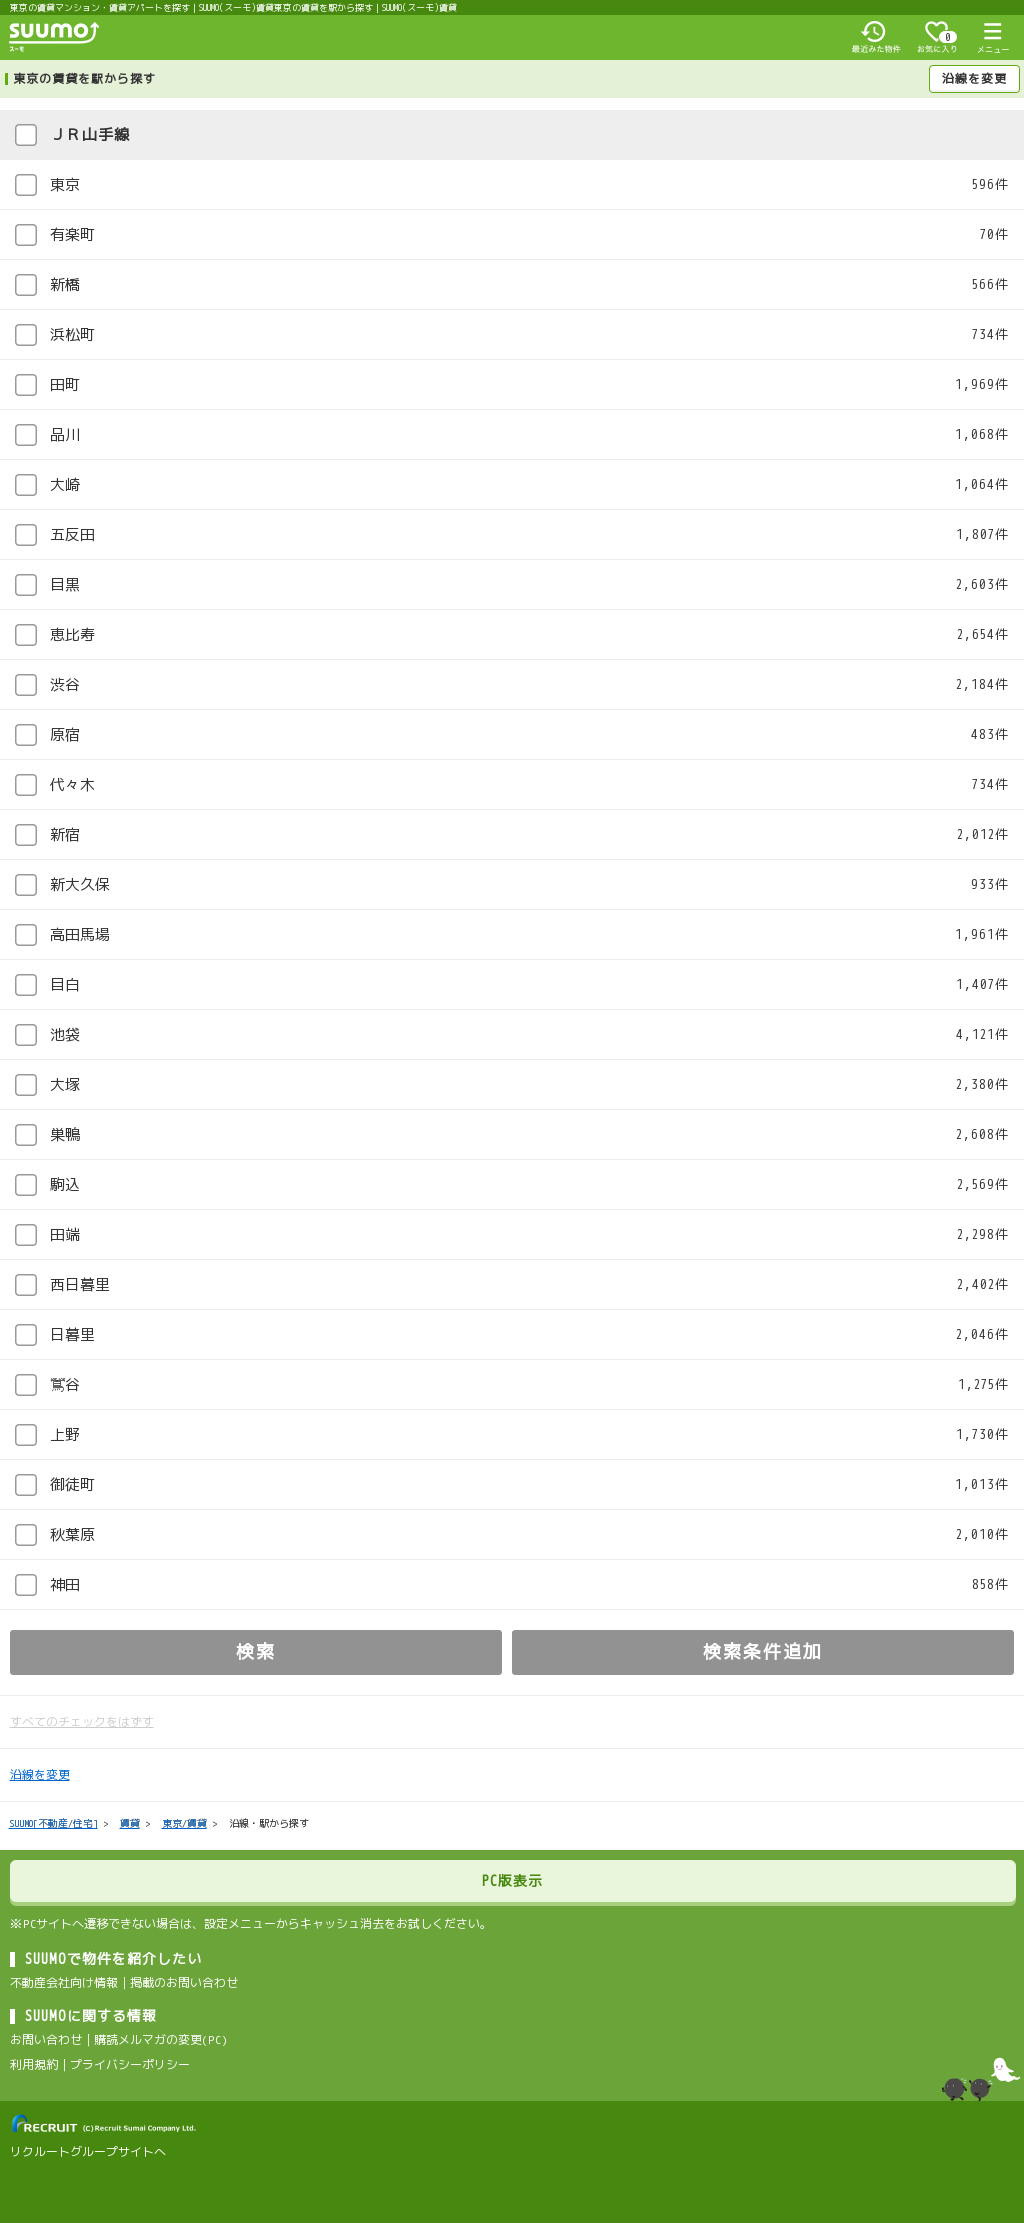 東京の賃貸マンション・賃貸アパートを探す｜SUUMO(スーモ)賃貸東京の賃貸を駅から探す｜SUUMO(スーモ)賃貸
suumo
スーモ
最近みた物件
0
お気に入り
メニュー
東京の賃貸を駅から探す
沿線を変更
ＪＲ山手線
東京 596件
有楽町 70件
新橋 566件
浜松町 734件
田町 1,969件
品川 1,068件
大崎 1,064件
五反田 1,807件
目黒 2,603件
恵比寿 2,654件
渋谷 2,184件
原宿 483件
代々木 734件
新宿 2,012件
新大久保 933件
高田馬場 1,961件
目白 1,407件
池袋 4,121件
大塚 2,380件
巣鴨 2,608件
駒込 2,569件
田端 2,298件
西日暮里 2,402件
日暮里 2,046件
鴬谷 1,275件
上野 1,730件
御徒町 1,013件
秋葉原 2,010件
神田 858件
検索 検索条件追加
すべてのチェックをはずす
沿線を変更
SUUMO[不動産/住宅] > 賃貸 > 東京/賃貸 > 沿線・駅から探す
PC版表示
※PCサイトへ遷移できない場合は、設定メニューからキャッシュ消去をお試しください。
SUUMOで物件を紹介したい
不動産会社向け情報｜掲載のお問い合わせ
SUUMOに関する情報
お問い合わせ｜購読メルマガの変更(PC)
利用規約｜プライバシーポリシー
RECRUIT (C)Recruit Sumai Company Ltd.
リクルートグループサイトへ